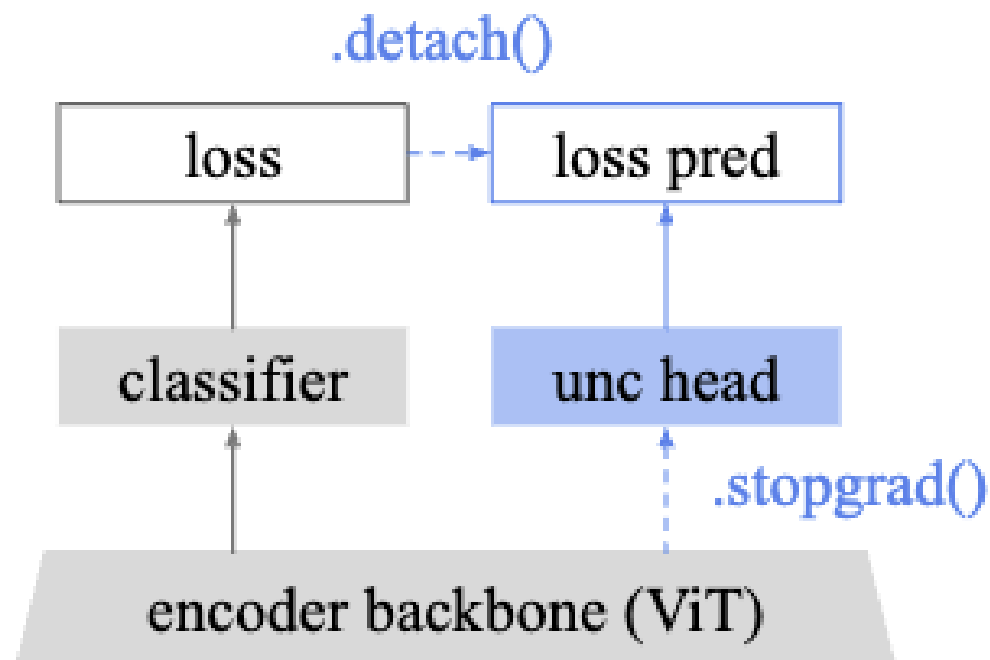 .detach()
loss
loss pred
classifier
unc head
.stopgrad()
encoder backbone (ViT)